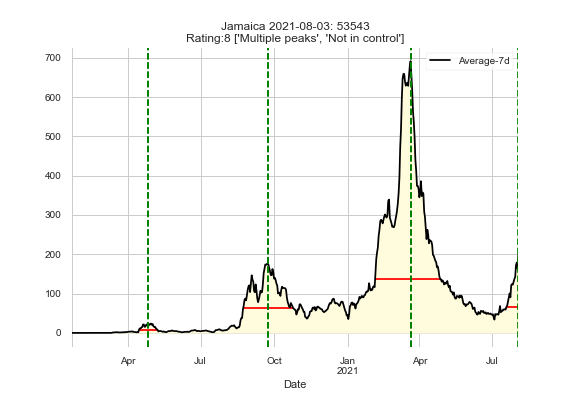 Jamaica 2021-08-03: 53543
Rating:8 ['Multiple peaks', 'Not in control']
Average-7d
700
600
500
400
300
200
100
0
Apr Jul Oct Jan Apr Jul
2021
Date